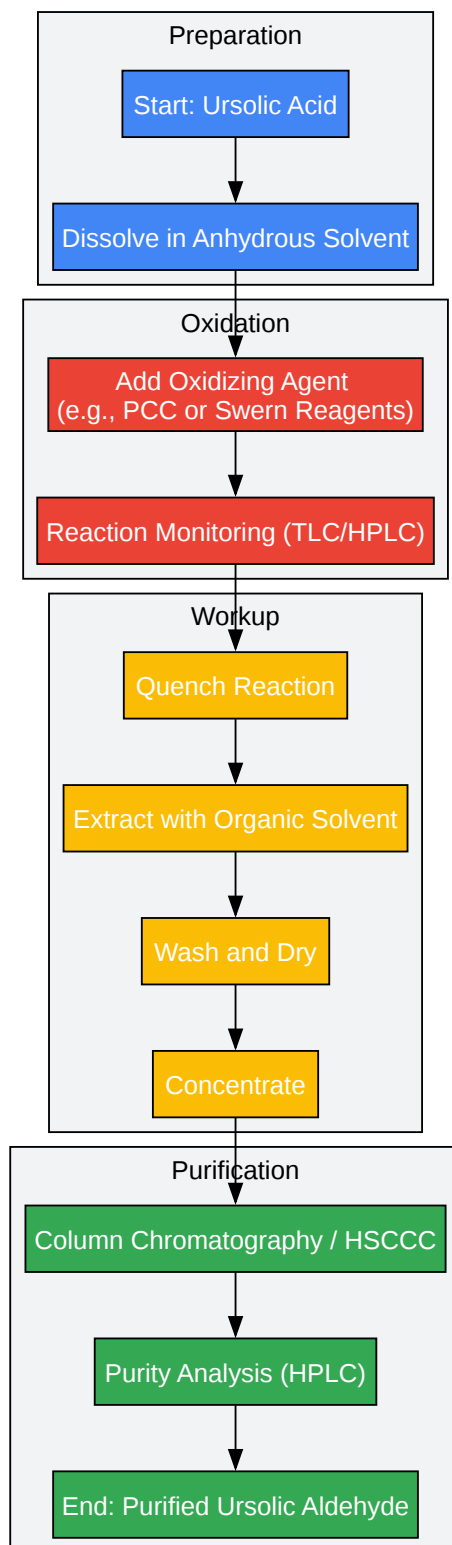 Preparation
Start: Ursolic Acid
Dissolve in Anhydrous Solvent
Oxidation
Add Oxidizing Agent
(e.g., PCC or Swern Reagents)
Reaction Monitoring (TLC/HPLC)
Workup
Quench Reaction
Extract with Organic Solvent
Wash and Dry
Concentrate
Purification
Column Chromatography / HSCCC
Purity Analysis (HPLC)
End: Purified Ursolic Aldehyde